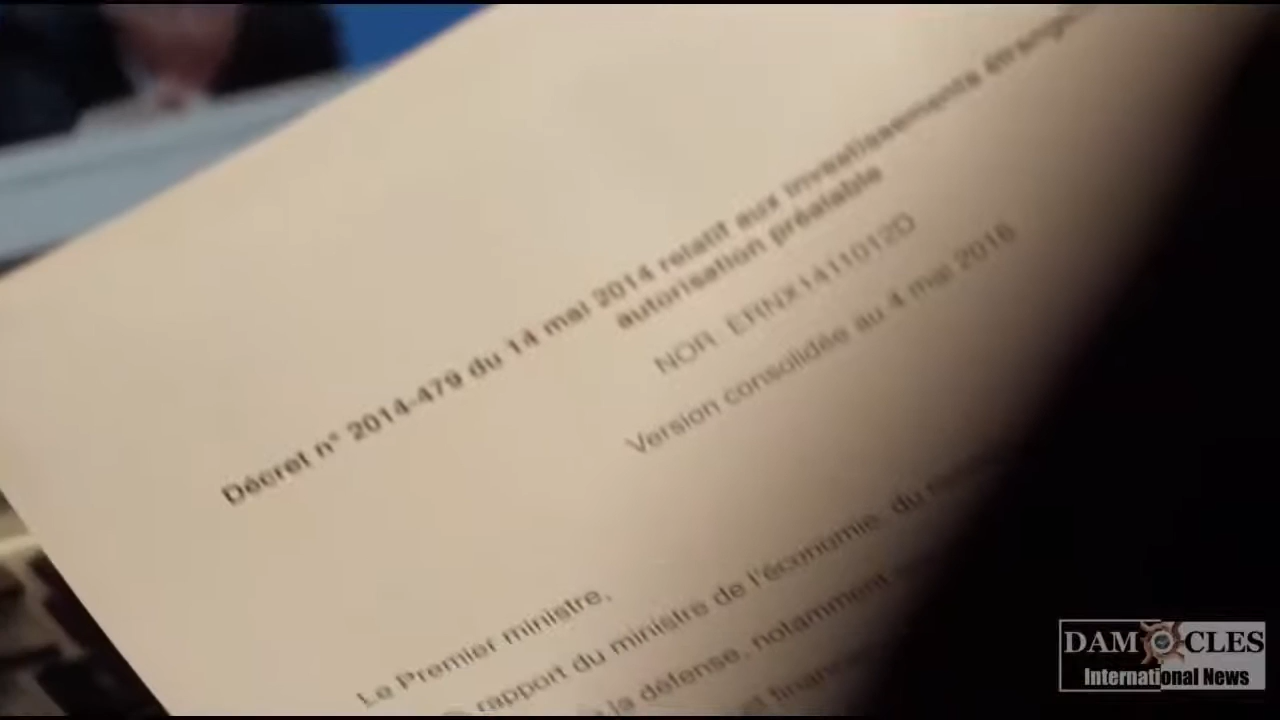 Décret n° 2014-479 du 14 mai 2014 relatif aux investissements
autorisation préalable
NOR ERNX1411012D
Version consolidée au 4 mai 2016
Le Premier ministre,
rapport du ministre de l'économie, du
la défense, notamment
DAMOCLES
International News